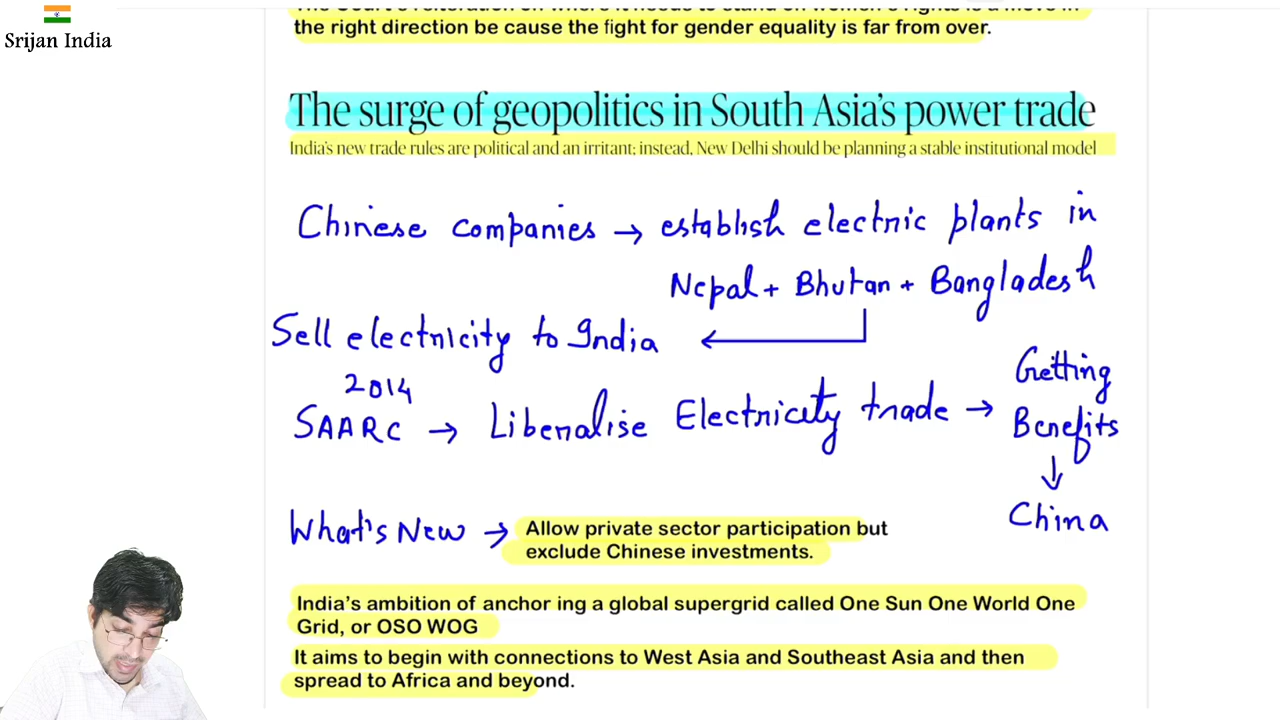 Srijan India
the right direction be cause the fight for gender equality is far from over.
The surge of geopolitics in South Asia's power trade
India's new trade rules are political and an irritant; instead, New Delhi should be planning a stable institutional model
Chinese companies → establish electric plants in
Nepal + Bhutan + Bangladesh
Sell electricity to India ←
2014
SAARC → Liberalise Electricity trade → Getting
Benefits
↓
China
What's New → Allow private sector participation but
exclude Chinese investments.
India's ambition of anchor ing a global supergrid called One Sun One World One
Grid, or OSO WOG
It aims to begin with connections to West Asia and Southeast Asia and then
spread to Africa and beyond.